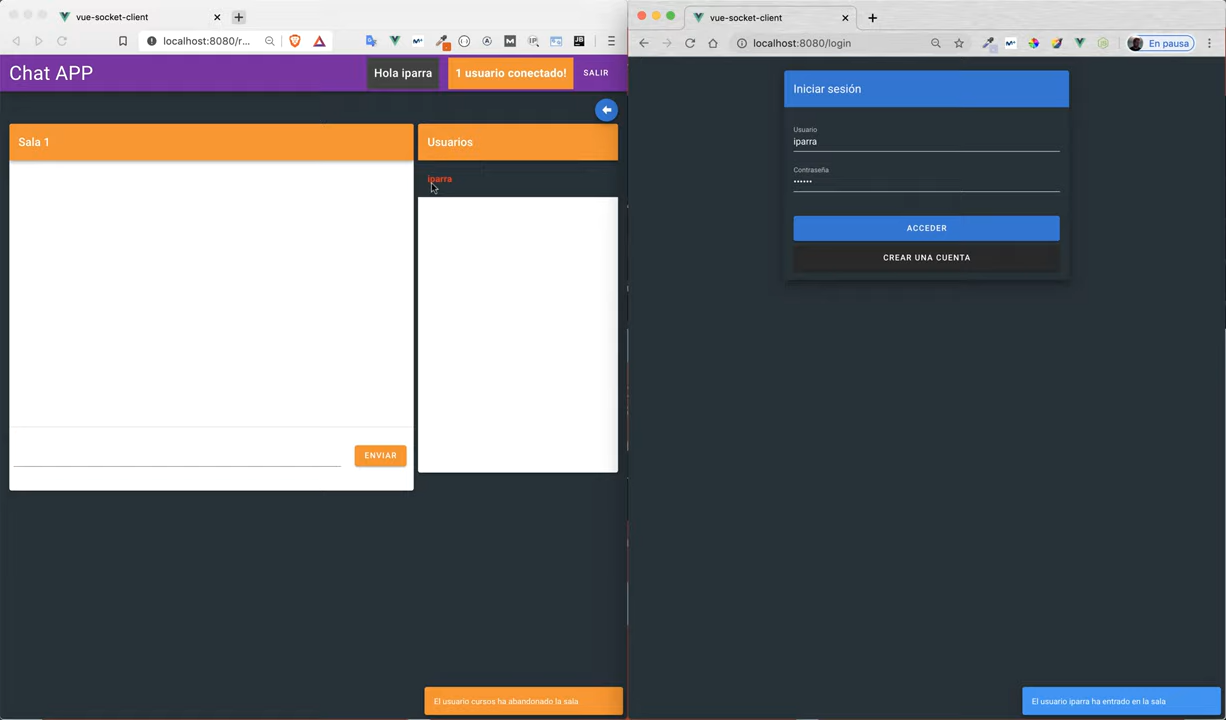 vue-socket-client
localhost:8080/r...
Chat APP
Hola iparra
1 usuario conectado!
SALIR
Sala 1
Usuarios
iparra
ENVIAR
El usuario cursos ha abandonado la sala
vue-socket-client
localhost:8080/login
En pausa
Iniciar sesión
Usuario
iparra
Contraseña
••••••
ACCEDER
CREAR UNA CUENTA
El usuario iparra ha entrado en la sala